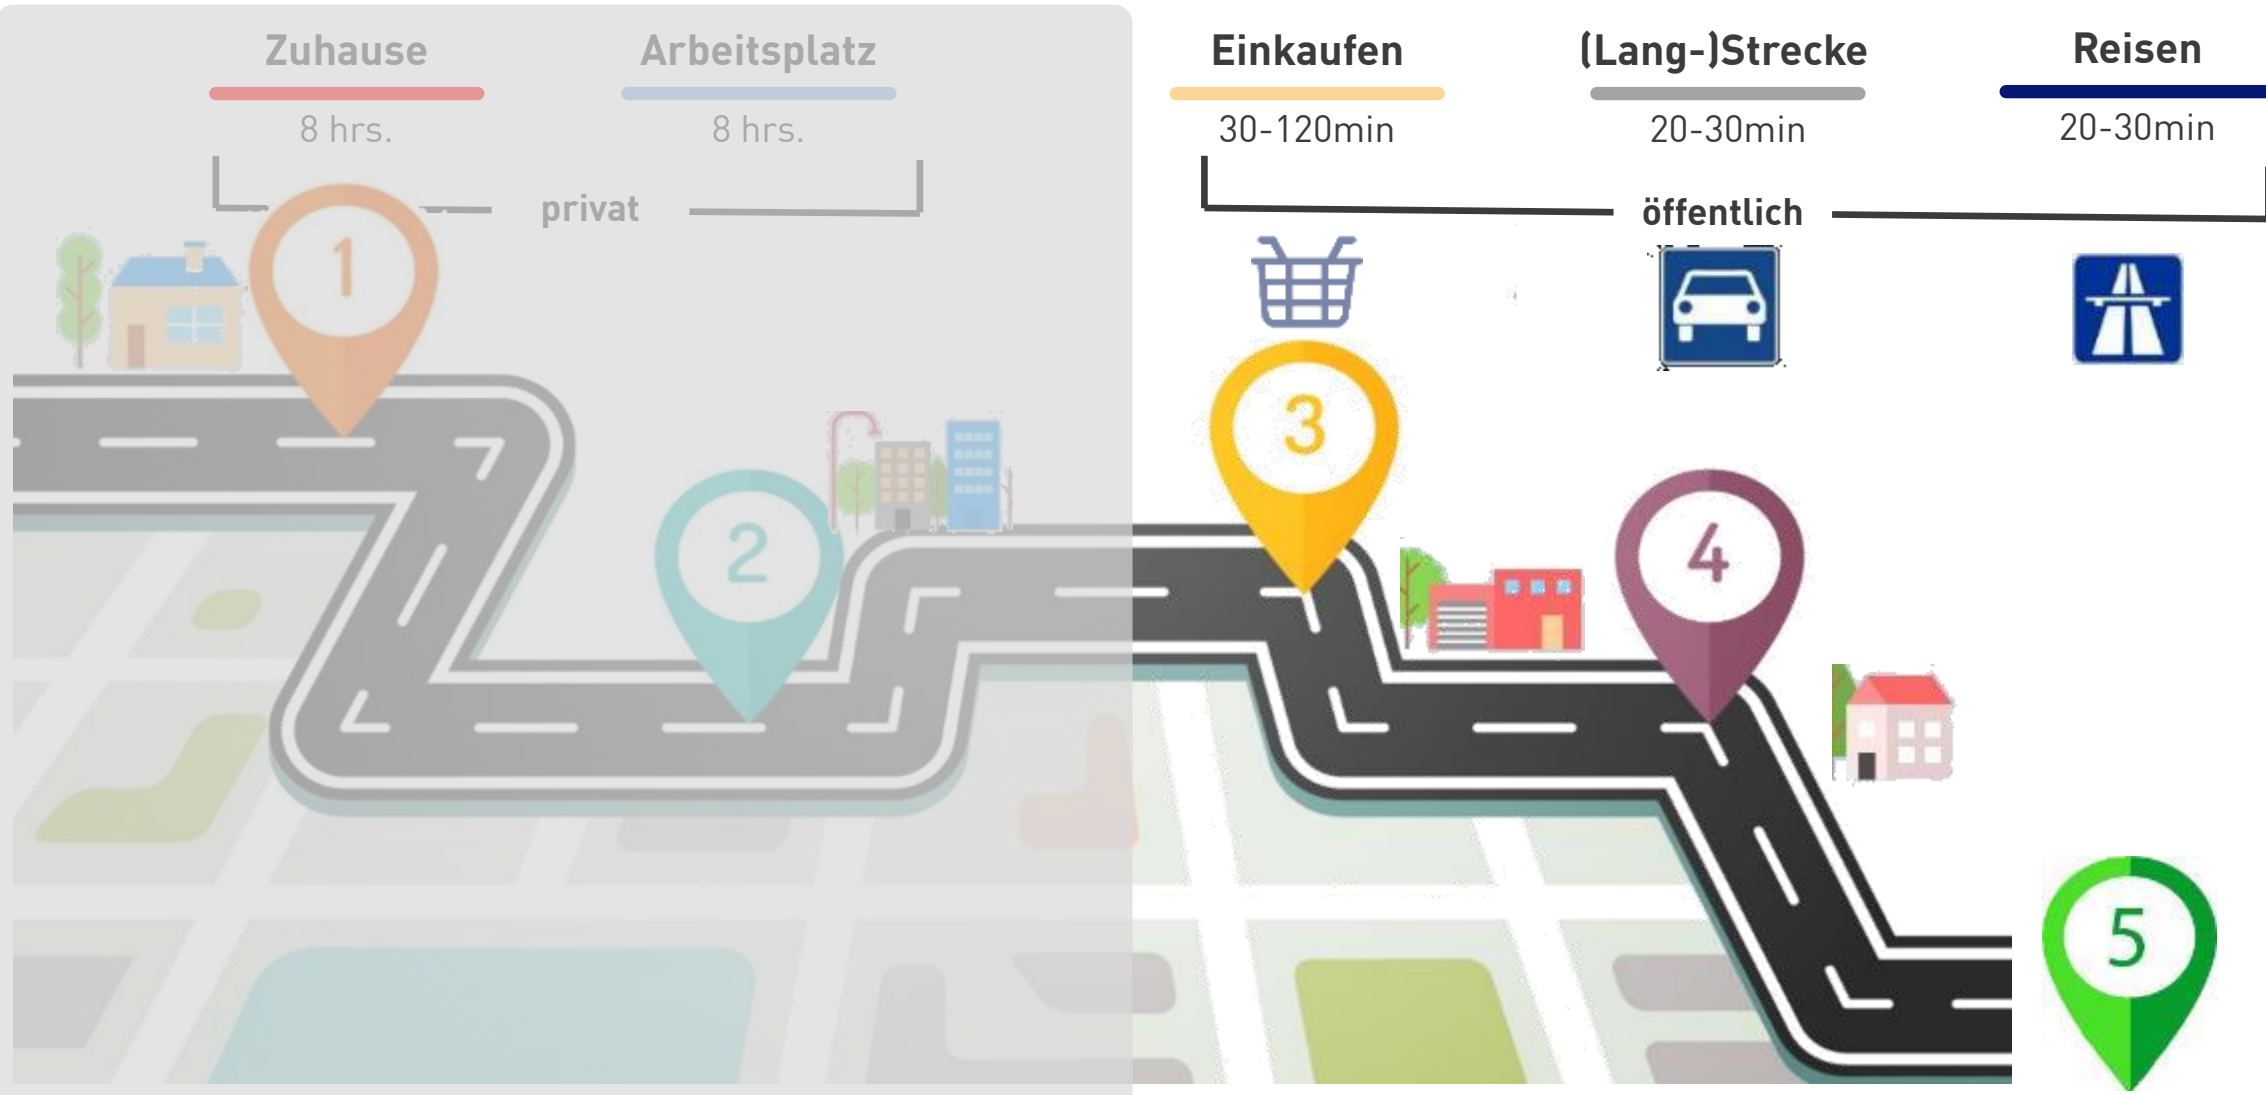 Zuhause
8 hrs.
Arbeitsplatz
8 hrs.
privat
Einkaufen
30-120min
(Lang-)Strecke
20-30min
Reisen
20-30min
öffentlich
1
2
3
4
5